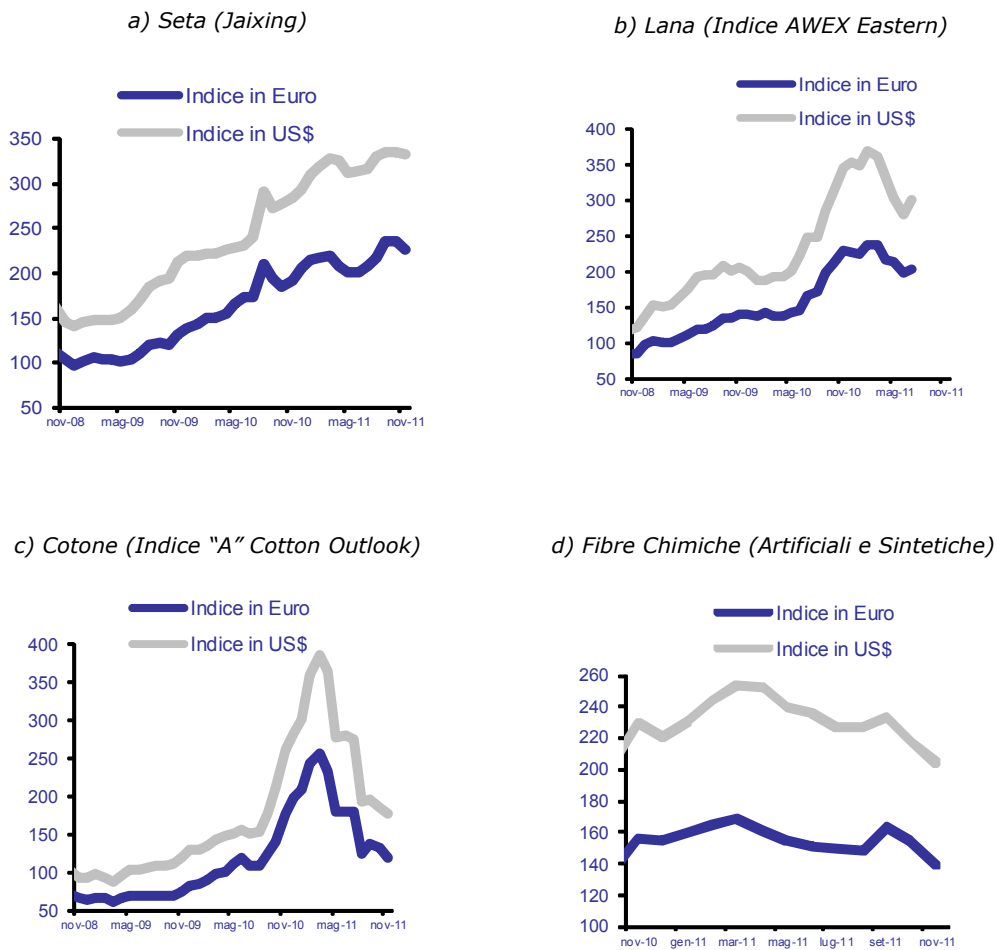 a) Seta (Jaixing)
Indice in Euro
Indice in US$
350
300
250
200
150
100
50
nov-08 mag-09 nov-09 mag-10 nov-10 mag-11 nov-11
b) Lana (Indice AWEX Eastern)
Indice in Euro
Indice in US$
400
350
300
250
200
150
100
50
nov-08 mag-09 nov-09 mag-10 nov-10 mag-11 nov-11
c) Cotone (Indice “A” Cotton Outlook)
Indice in Euro
Indice in US$
400
350
300
250
200
150
100
50
nov-08 mag-09 nov-09 mag-10 nov-10 mag-11 nov-11
d) Fibre Chimiche (Artificiali e Sintetiche)
Indice in Euro
Indice in US$
260
240
220
200
180
160
140
120
100
nov-10 gen-11 mar-11 mag-11 lug-11 set-11 nov-11